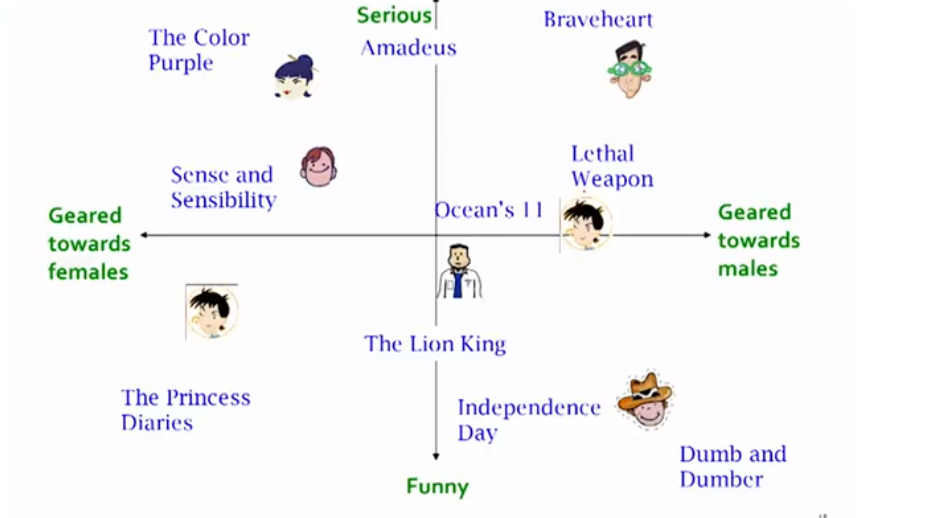 Serious
Braveheart
The Color
Purple
Amadeus
Lethal
Weapon
Sense and
Sensibility
Ocean's 11
Geared
towards
females
Geared
towards
males
The Lion King
The Princess
Diaries
Independence
Day
Dumb and
Dumber
Funny